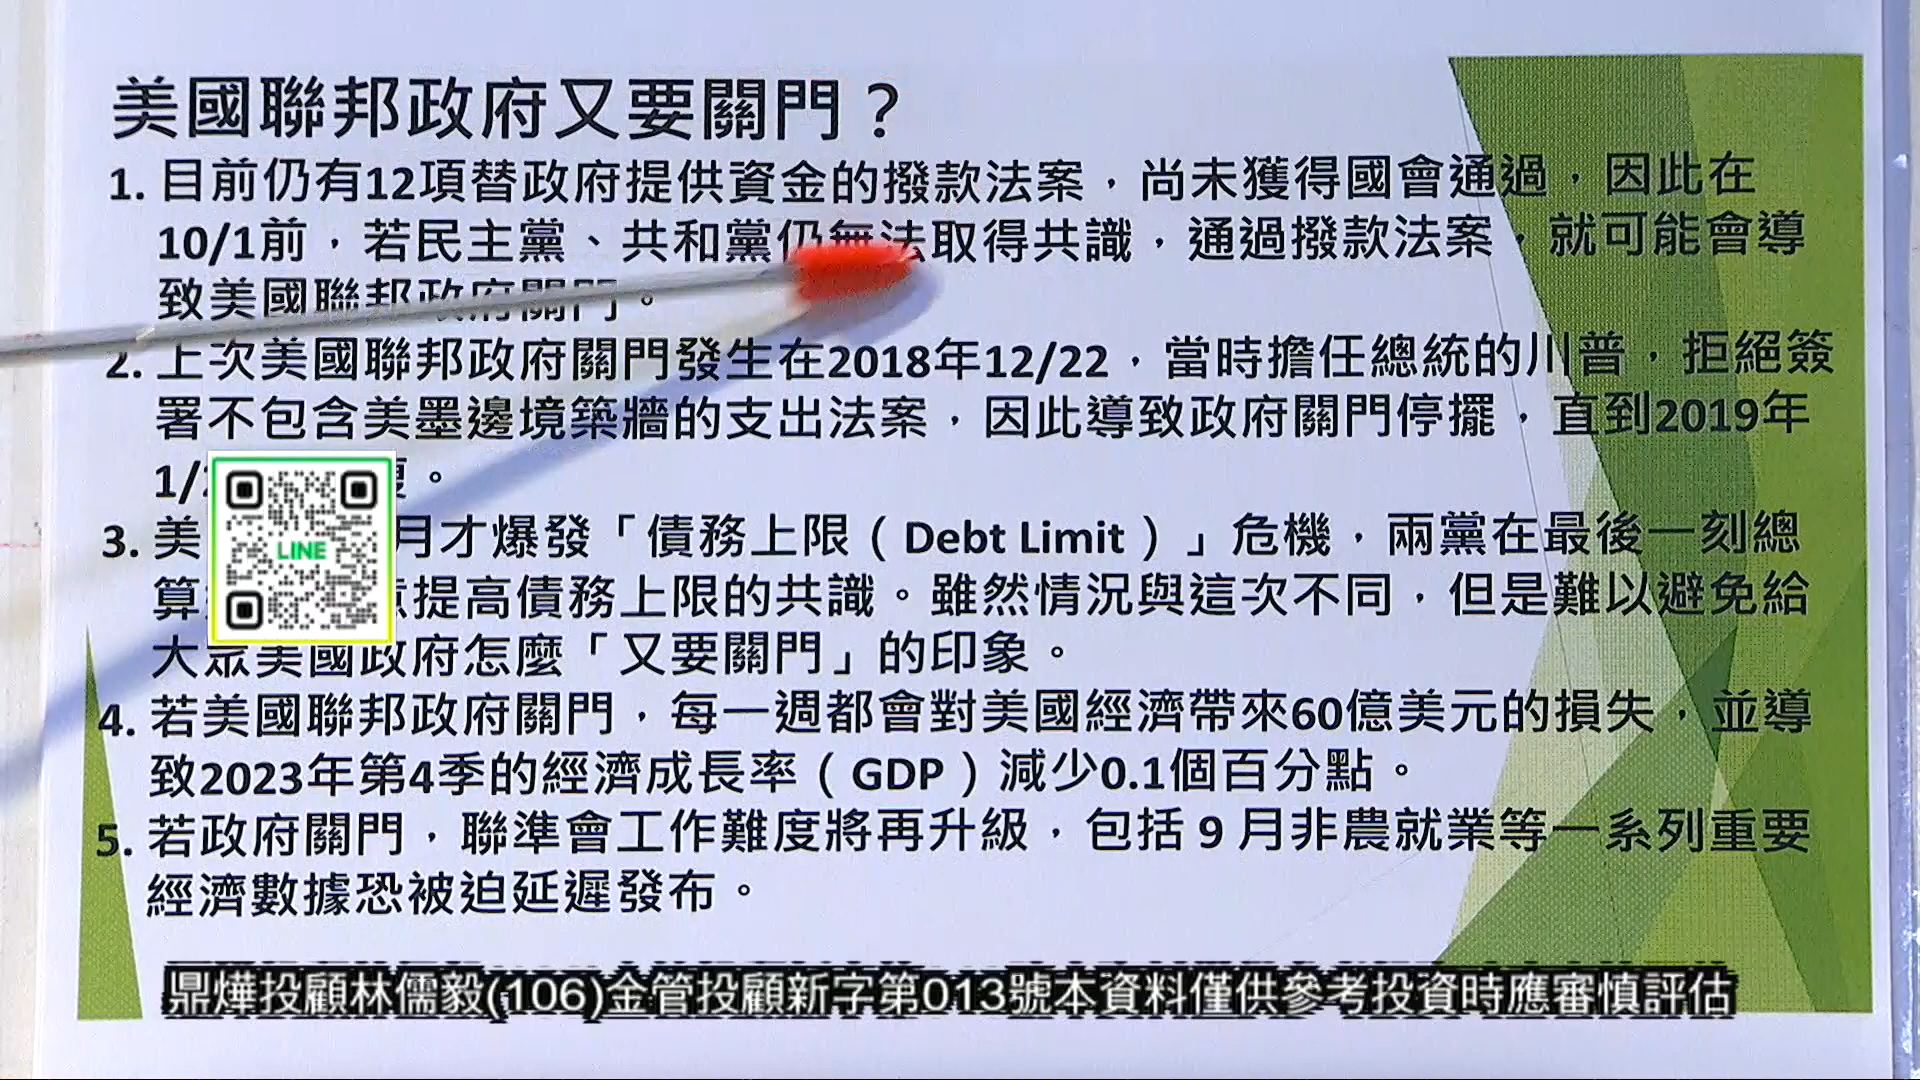 美國聯邦政府又要關門？
1. 目前仍有12項替政府提供資金的撥款法案，尚未獲得國會通過，因此在
10/1前，若民主黨、共和黨仍無法取得共識，通過撥款法案，就可能會導
致美國聯邦政府關門。
2. 上次美國聯邦政府關門發生在2018年12/22，當時擔任總統的川普，拒絕簽
署不包含美墨邊境築牆的支出法案，因此導致政府關門停擺，直到2019年
1/
3. 美 月才爆發「債務上限（Debt Limit）」危機，兩黨在最後一刻總
算 提高債務上限的共識。雖然情況與這次不同，但是難以避免給
大眾美國政府怎麼「又要關門」的印象。
4. 若美國聯邦政府關門，每一週都會對美國經濟帶來60億美元的損失，並導
致2023年第4季的經濟成長率（GDP）減少0.1個百分點。
5. 若政府關門，聯準會工作難度將再升級，包括9月非農就業等一系列重要
經濟數據恐被迫延遲發布。
LINE
鼎燁投顧林儒毅(106)金管投顧新字第013號本資料僅供參考投資時應審慎評估